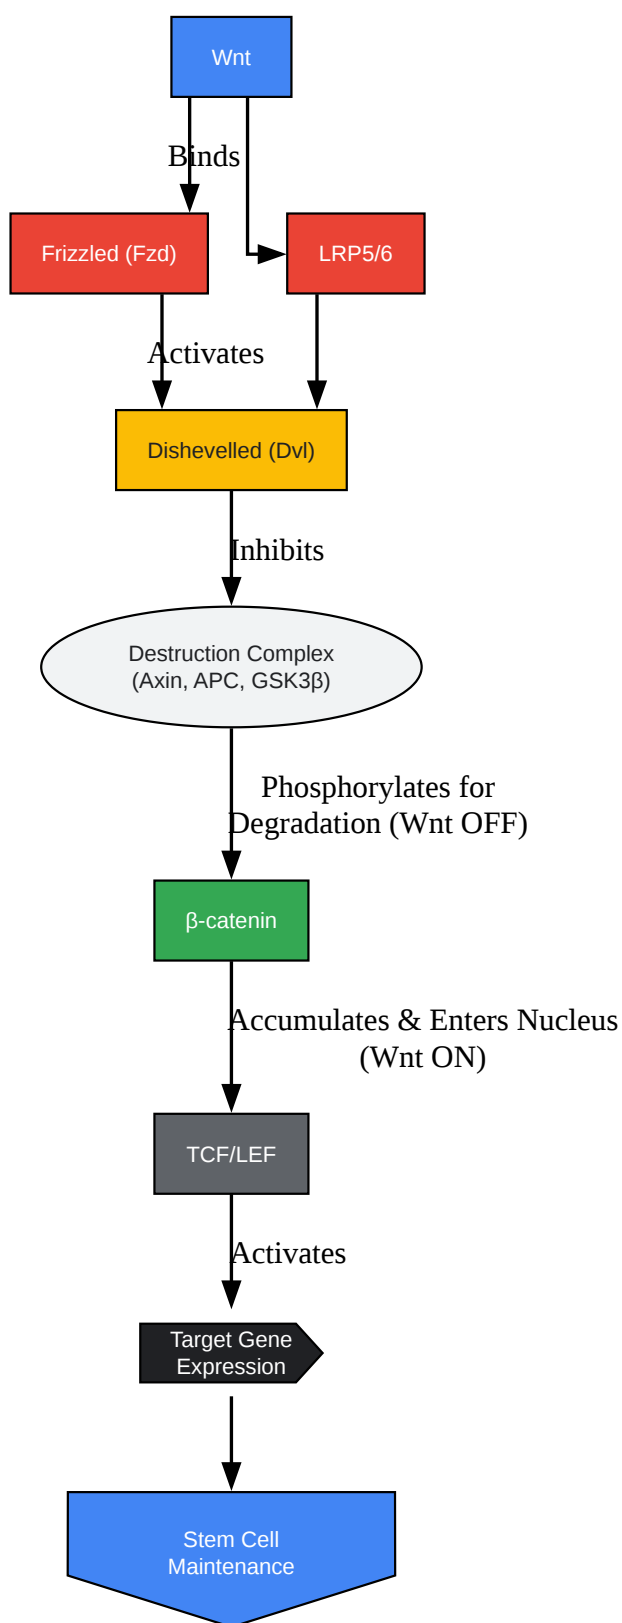 Wnt
Binds
Frizzled (Fzd)
LRP5/6
Activates
Dishevelled (Dvl)
Inhibits
Destruction Complex
(Axin, APC, GSK3β)
Phosphorylates for
Degradation (Wnt OFF)
β-catenin
Accumulates & Enters Nucleus
(Wnt ON)
TCF/LEF
Activates
Target Gene
Expression
Stem Cell
Maintenance